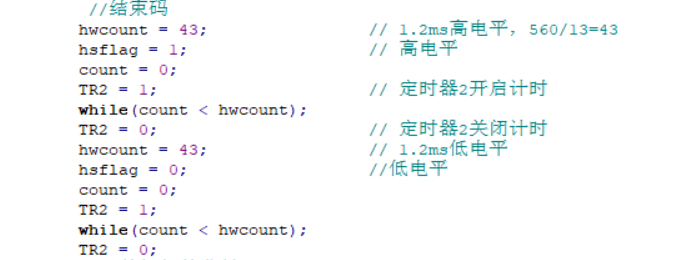 //结束码
hwcount = 43; // 1.2ms高电平，560/13=43
hsflag = 1; // 高电平
count = 0;
TR2 = 1; // 定时器2开启计时
while(count < hwcount);
TR2 = 0; // 定时器2关闭计时
hwcount = 43; // 1.2ms低电平
hsflag = 0; //低电平
count = 0;
TR2 = 1;
while(count < hwcount);
TR2 = 0;